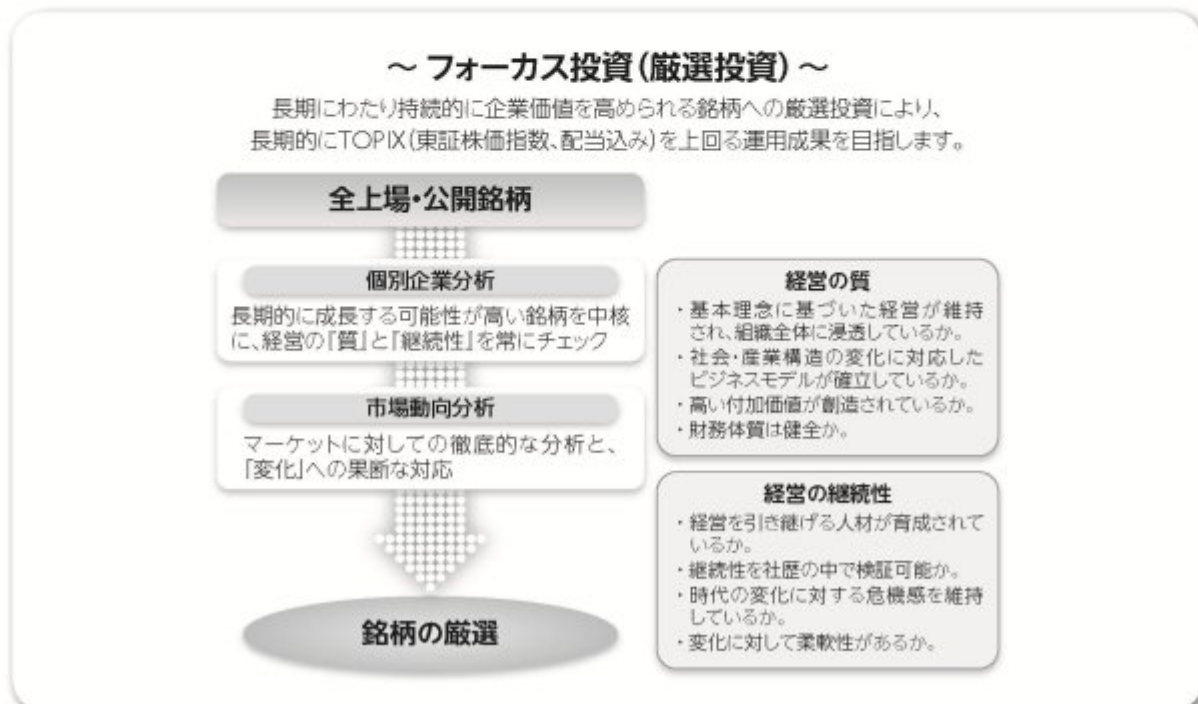 ～ フォーカス投資(厳選投資) ～
長期にわたり持続的に企業価値を高められる銘柄への厳選投資により、
長期的にTOPIX(東証株価指数、配当込み)を上回る運用成果を目指します。
全上場・公開銘柄
個別企業分析
長期的に成長する可能性が高い銘柄を中核
に、経営の『質』と『継続性』を常にチェック
市場動向分析
マーケットに対しての徹底的な分析と、
「変化」への果断な対応
銘柄の厳選
経営の質
・基本理念に基づいた経営が維持
され、組織全体に浸透しているか。
・社会・産業構造の変化に対応した
ビジネスモデルが確立しているか。
・高い付加価値が創造されているか。
・財務体質は健全か。
経営の継続性
・経営を引き継げる人材が育成されて
いるか。
・継続性を社歴の中で検証可能か。
・時代の変化に対する危機感を維持
しているか。
・変化に対して柔軟性があるか。